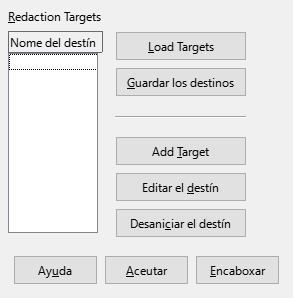 Redaction Targets
Nome del destín
Load Targets
Guardar los destinos
Add Target
Editar el destín
Desaniciar el destín
Ayuda
Aceutar
Encaboxar